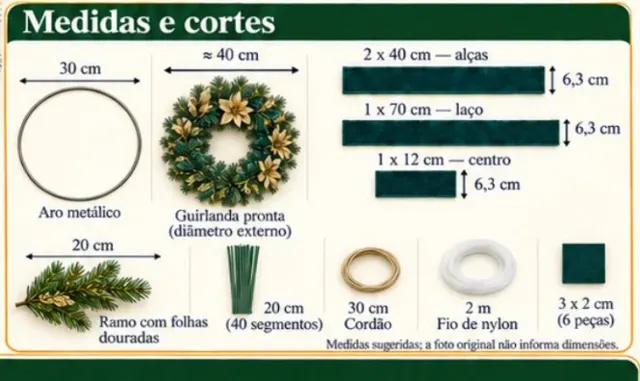 Medidas e cortes
30 cm
≈ 40 cm
2 x 40 cm — alças
6,3 cm
1 x 70 cm — laço
6,3 cm
1 x 12 cm — centro
6,3 cm
Aro metálico
Guirlanda pronta
(diâmetro externo)
20 cm
Ramo com folhas
douradas
20 cm
(40 segmentos)
30 cm
Cordão
2 m
Fio de nylon
3 x 2 cm
(6 peças)
Medidas sugeridas; a foto original não informa dimensões.